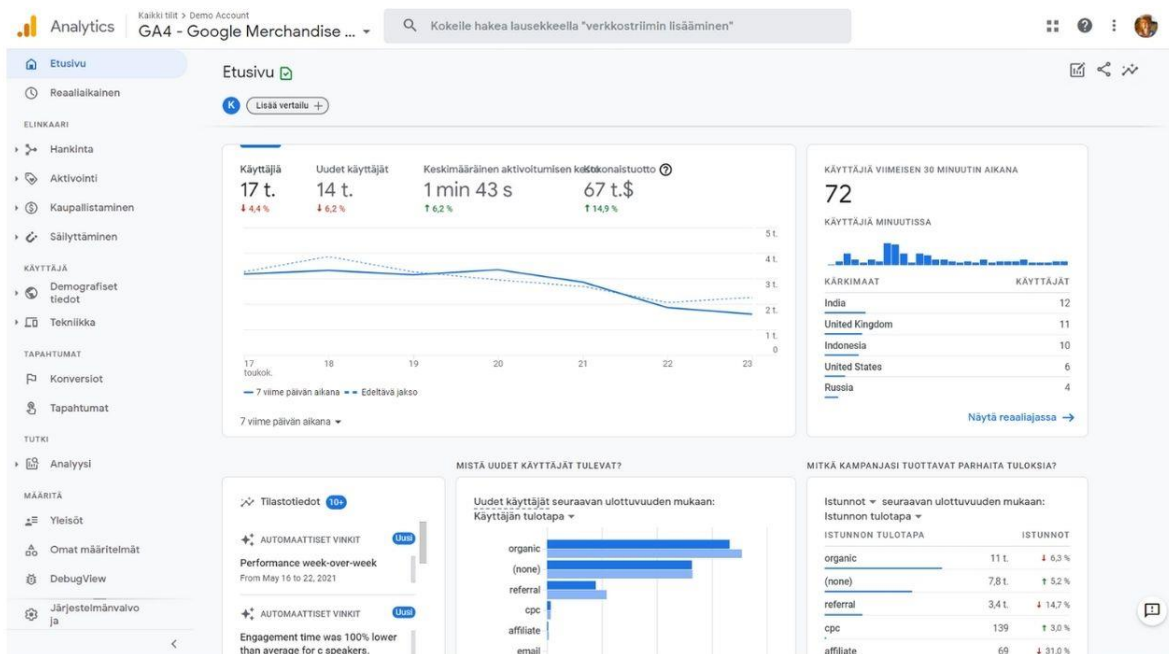 Analytics
Kaikki tilit > Demo Account
GA4 - Google Merchandise ...
Kokeile hakea lausekkeella "verkkostriimin lisääminen"
Etusivu
Reaaliaikainen
ELINKAARI
Hankinta
Aktivointi
Kaupallistaminen
Säilyttäminen
KÄYTTÄJÄ
Demografiset
tiedot
Tekniikka
TAPAHTUMAT
Konversiot
Tapahtumat
TUTKI
Analyysi
MÄÄRITÄ
Yleisöt
Omat määritelmät
DebugView
Järjestelmänvalvo
ja
Etusivu
K Lisää vertailu +
Käyttäjiä
17 t.
4,4 %
Uudet käyttäjät
14 t.
6,2 %
Keskimääräinen aktivoitumisen
1 min 43 s
6,2 %
Kokonaistuotto
67 t.$
14,9 %
5 t.
4 t.
3 t.
2 t.
1 t.
0
17 18 19 20 21 22 23
toukok.
7 viime päivän aikana Edeltävä jakso
7 viime päivän aikana
KÄYTTÄJIÄ VIIMEISEN 30 MINUUTIN AIKANA
72
KÄYTTÄJIÄ MINUUTISSA
KÄRKIMAAT KÄYTTÄJÄT
India 12
United Kingdom 11
Indonesia 10
United States 6
Russia 4
Näytä reaaliajassa
Tilastotiedot 10+
AUTOMAATTISET VINKIT Uusi
Performance week-over-week
From May 16 to 22, 2021
AUTOMAATTISET VINKIT Uusi
Engagement time was 100% lower
than average for c speakers.
MISTÄ UUDET KÄYTTÄJÄT TULEVAT?
Uudet käyttäjät seuraavan ulottuvuuden mukaan:
Käyttäjän tulotapa
organic
(none)
referral
cpc
affiliate
email
MITKÄ KAMPANJASI TUOTTAVAT PARHAITA TULOKSIA?
Istunnot seuraavan ulottuvuuden mukaan:
Istunnon tulotapa
ISTUNNON TULOTAPA ISTUNNOT
organic 11 t. 6,3 %
(none) 7,8 t. 5,2 %
referral 3,4 t. 14,7 %
cpc 139 3,0 %
affiliate 69 31,0 %